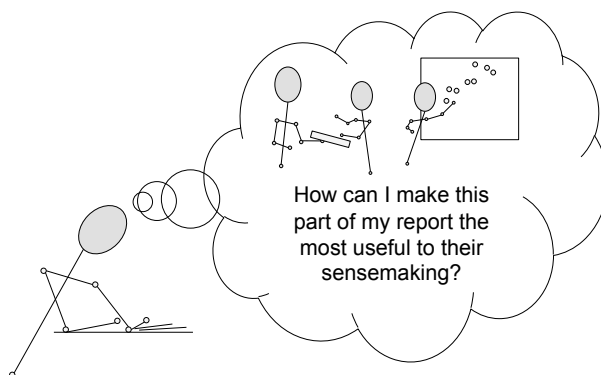 How can I make this
part of my report the
most useful to their
sensemaking?